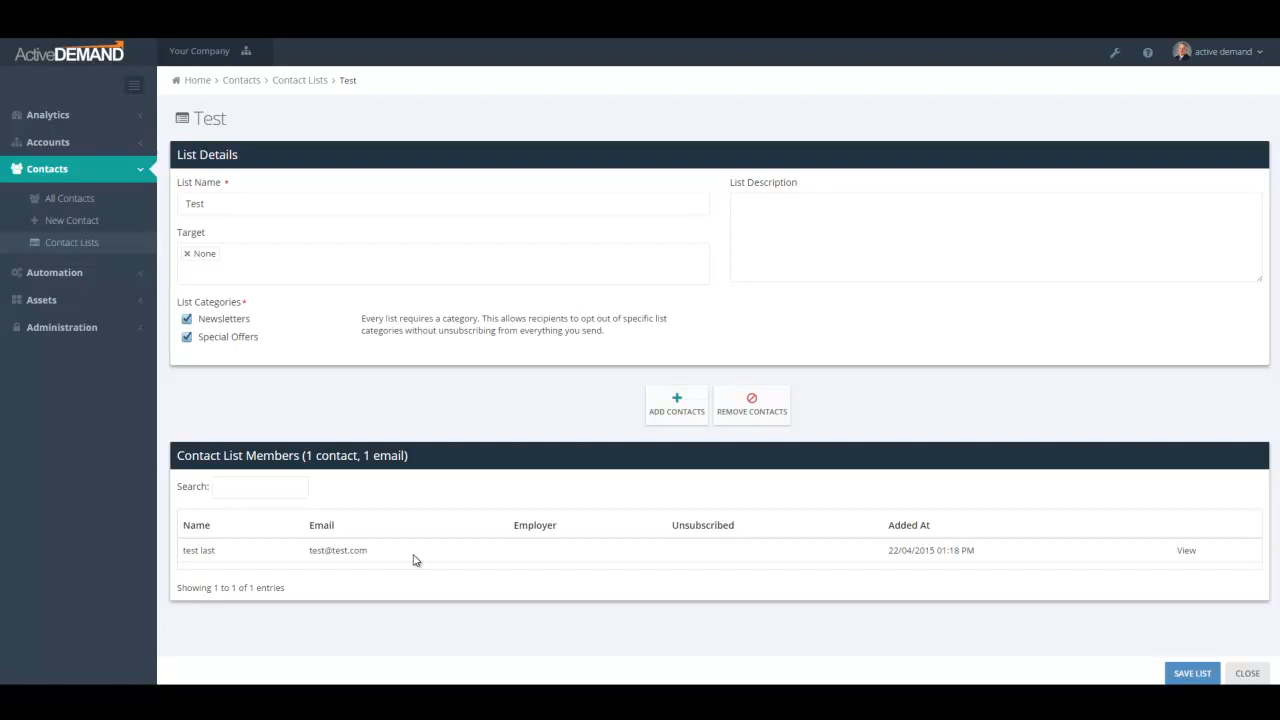 ActiveDEMAND
Your Company
active demand
Home > Contacts > Contact Lists > Test
Analytics
Accounts
Contacts
All Contacts
New Contact
Contact Lists
Automation
Assets
Administration
Test
List Details
List Name *
Test
List Description
Target
× None
List Categories*
Newsletters
Special Offers
Every list requires a category. This allows recipients to opt out of specific list
categories without unsubscribing from everything you send.
ADD CONTACTS
REMOVE CONTACTS
Contact List Members (1 contact, 1 email)
Search:
Name Email Employer Unsubscribed Added At
test last test@test.com 22/04/2015 01:18 PM View
Showing 1 to 1 of 1 entries
SAVE LIST
CLOSE